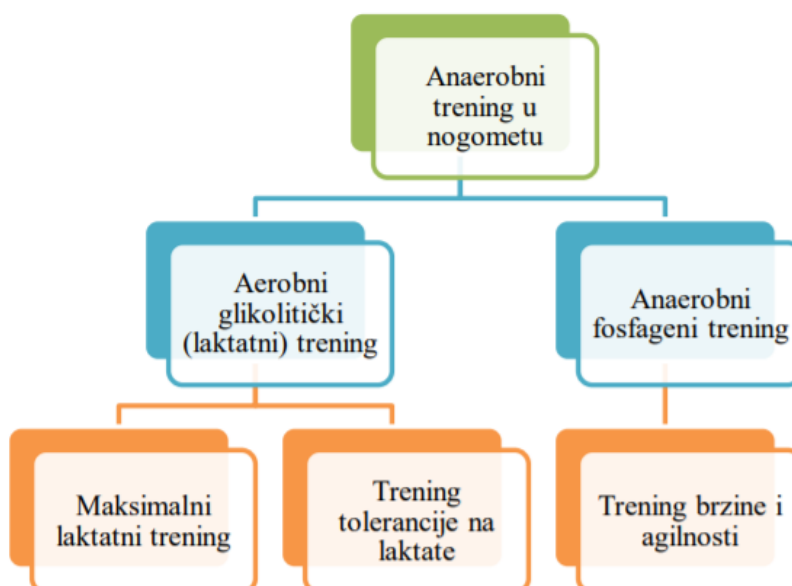 Anaerobni
trening u
nogometu
Aerobni
glikolitički
(laktatni) trening
Anaerobni
fosfageni trening
Maksimalni
laktatni trening
Trening
tolerancije na
laktate
Trening brzine i
agilnosti